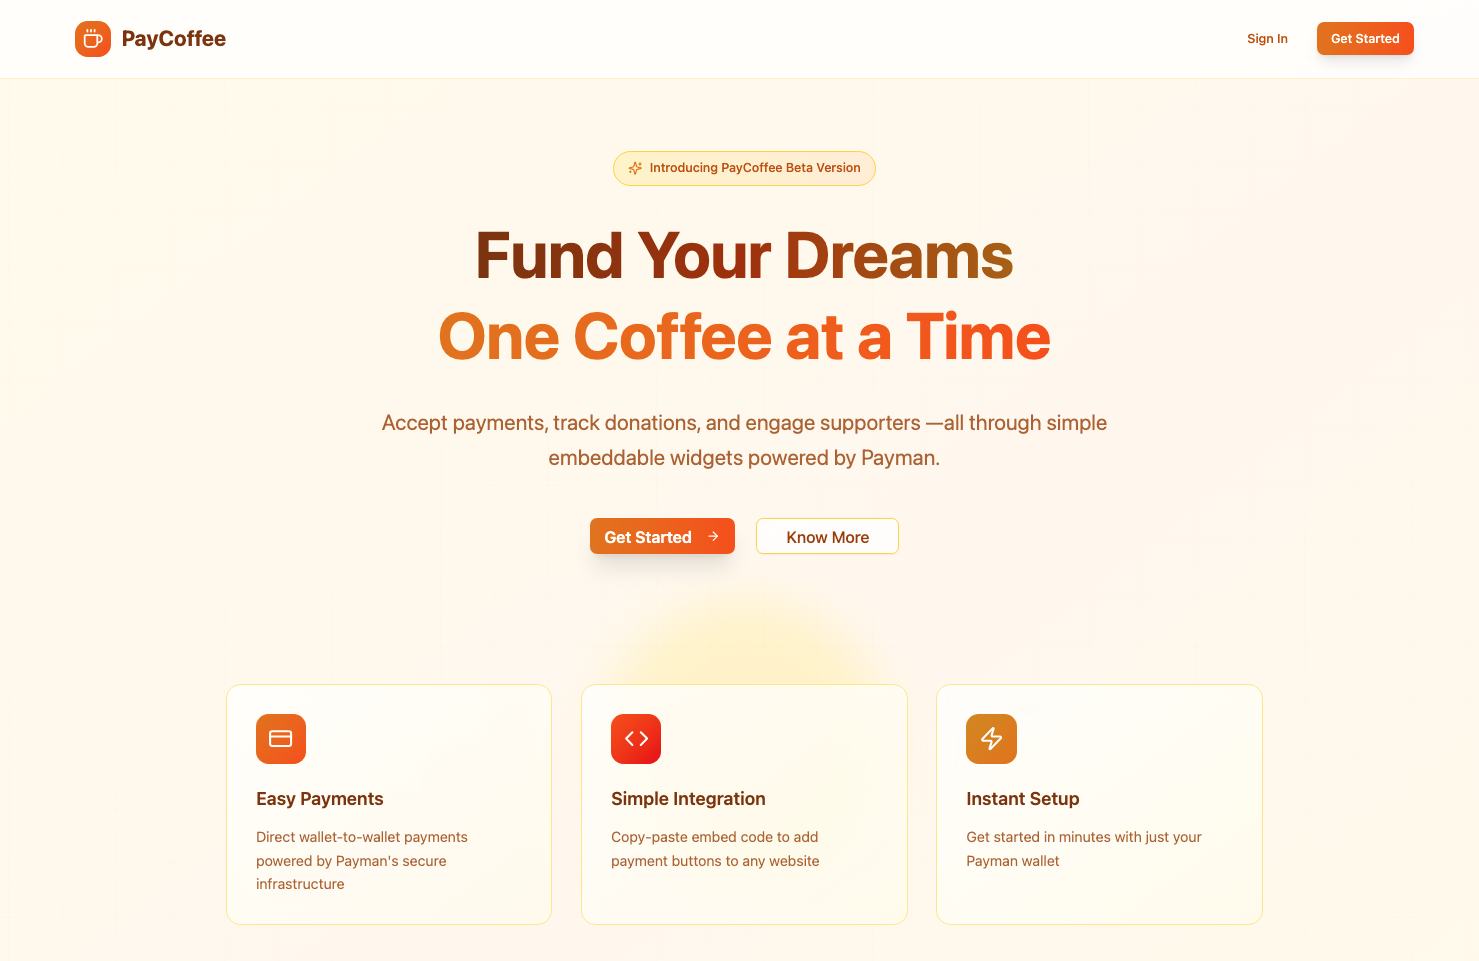 PayCoffee
Sign In
Get Started
Introducing PayCoffee Beta Version
Fund Your Dreams
One Coffee at a Time
Accept payments, track donations, and engage supporters —all through simple
embeddable widgets powered by Payman.
Get Started
Know More
Easy Payments
Direct wallet-to-wallet payments
powered by Payman's secure
infrastructure
Simple Integration
Copy-paste embed code to add
payment buttons to any website
Instant Setup
Get started in minutes with just your
Payman wallet